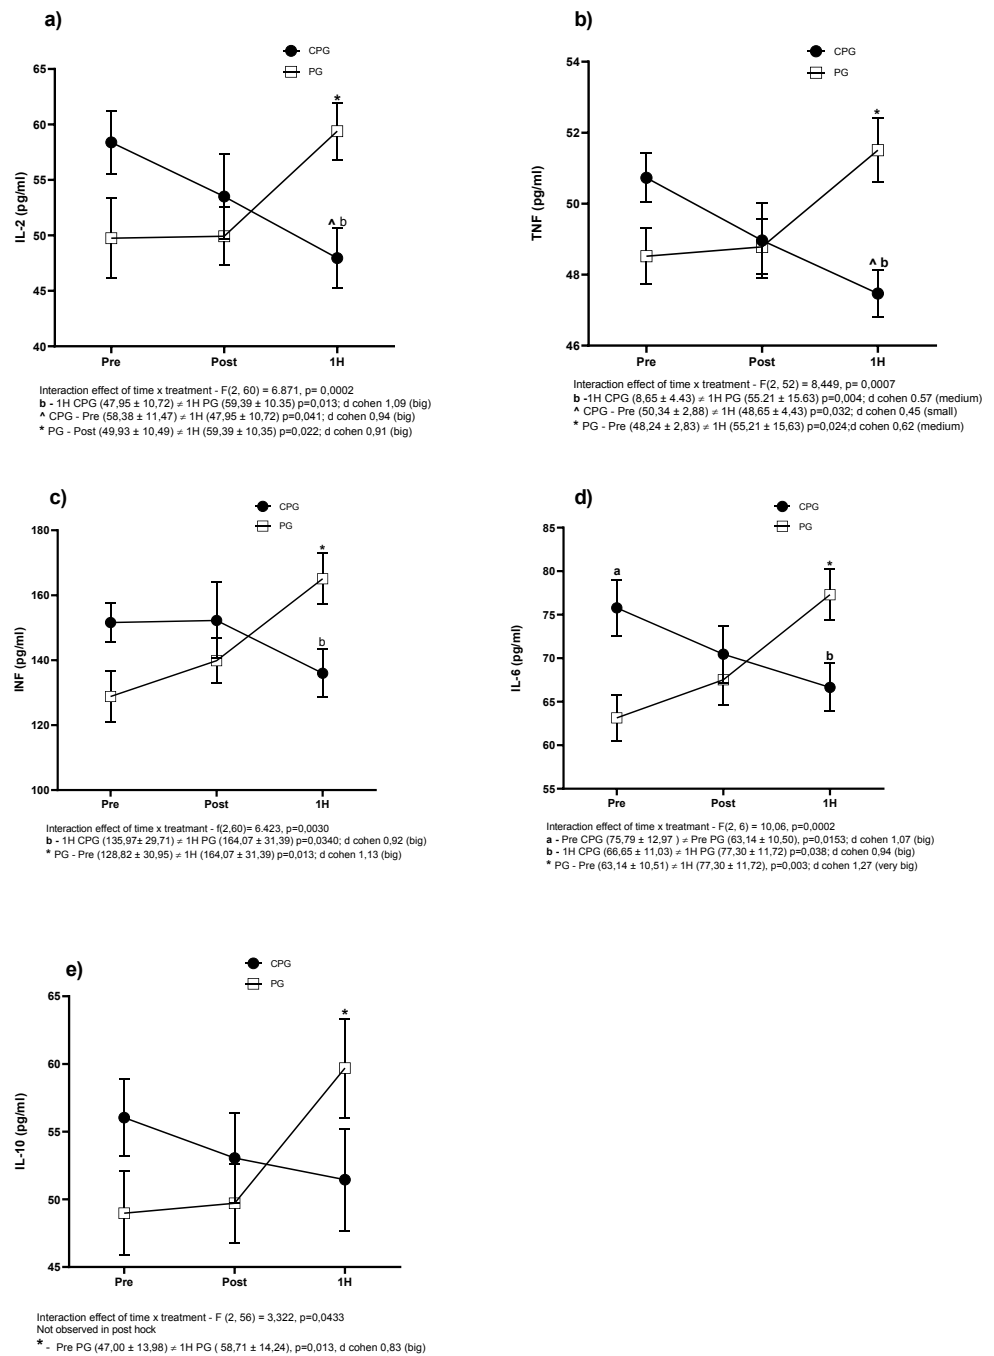 a)
CPG
PG
65
60
55
50
45
40
IL-2 (pg/ml)
*
^ b
Pre Post 1H
Interaction effect of time x treatment - F(2, 60) = 6.871, p= 0,0002
b - 1H CPG (47,95 ± 10,72) ≠ 1H PG (59,39 ± 10.35) p=0,013; d cohen 1,09 (big)
^ CPG - Pre (58,38 ± 11,47) ≠ 1H (47,95 ± 10,72) p=0,041; d cohen 0,94 (big)
* PG - Post (49,93 ± 10,49) ≠ 1H (59,39 ± 10,35) p=0,022; d cohen 0,91 (big)
b)
CPG
PG
54
52
50
48
46
TNF (pg/ml)
*
^ b
Pre Post 1H
Interaction effect of time x treatment - F(2, 52) = 8,449, p= 0,0007
b -1H CPG (8,65 ± 4.43) ≠ 1H PG (55.21 ± 15.63) p=0,004; d cohen 0.57 (medium)
^ CPG - Pre (50,34 ± 2,88) ≠ 1H (48,65 ± 4,43) p=0,032; d cohen 0,45 (small)
* PG - Pre (48,24 ± 2,83) ≠ 1H (55,21 ± 15,63) p=0,024;d cohen 0,62 (medium)
c)
CPG
PG
180
160
140
120
100
INF (pg/ml)
*
b
Pre Post 1H
Interaction effect of time x treatmant - f(2,60)= 6.423, p=0,0030
b - 1H CPG (135,97± 29,71) ≠ 1H PG (164,07 ± 31,39) p=0,0340; d cohen 0,92 (big)
* PG - Pre (128,82 ± 30,95) ≠ 1H (164,07 ± 31,39) p=0,013; d cohen 1,13 (big)
d)
CPG
PG
85
80
75
70
65
60
55
IL-6 (pg/ml)
a
*
b
Pre Post 1H
Interaction effect of time x treatmant - F(2, 6) = 10,06, p=0,0002
a - Pre CPG (75,79 ± 12,97 ) ≠ Pre PG (63,14 ± 10,50), p=0,0153; d cohen 1,07 (big)
b - 1H CPG (66,65 ± 11,03) ≠ 1H PG (77,30 ± 11,72) p=0,038; d cohen 0,94 (big)
* PG - Pre (63,14 ± 10,51) ≠ 1H (77,30 ± 11,72), p=0,003; d cohen 1,27 (very big)
e)
CPG
PG
65
60
55
50
45
IL-10 (pg/ml)
*
Pre Post 1H
Interaction effect of time x treatment - F (2, 56) = 3,322, p=0,0433
Not observed in post hock
* - Pre PG (47,00 ± 13,98) ≠ 1H PG ( 58,71 ± 14,24), p=0,013, d cohen 0,83 (big)